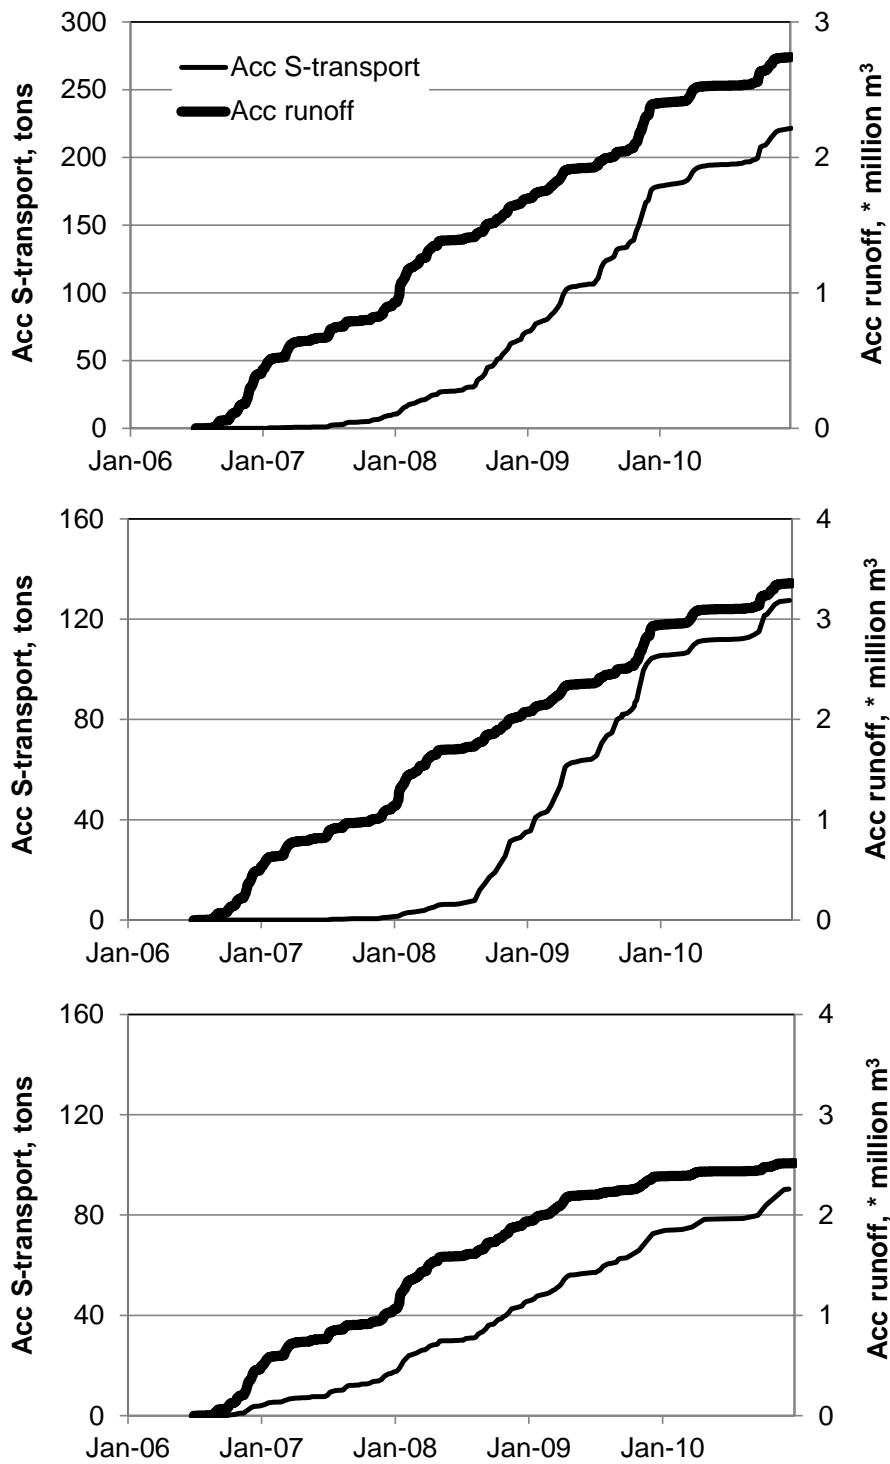 300
250
200
150
100
50
0
Acc S-transport, tons
Acc S-transport
Acc runoff
3
2
1
0
Acc runoff, * million m³
Jan-06 Jan-07 Jan-08 Jan-09 Jan-10
160
120
80
40
0
Acc S-transport, tons
4
3
2
1
0
Acc runoff, * million m³
Jan-06 Jan-07 Jan-08 Jan-09 Jan-10
160
120
80
40
0
Acc S-transport, tons
4
3
2
1
0
Acc runoff, * million m³
Jan-06 Jan-07 Jan-08 Jan-09 Jan-10